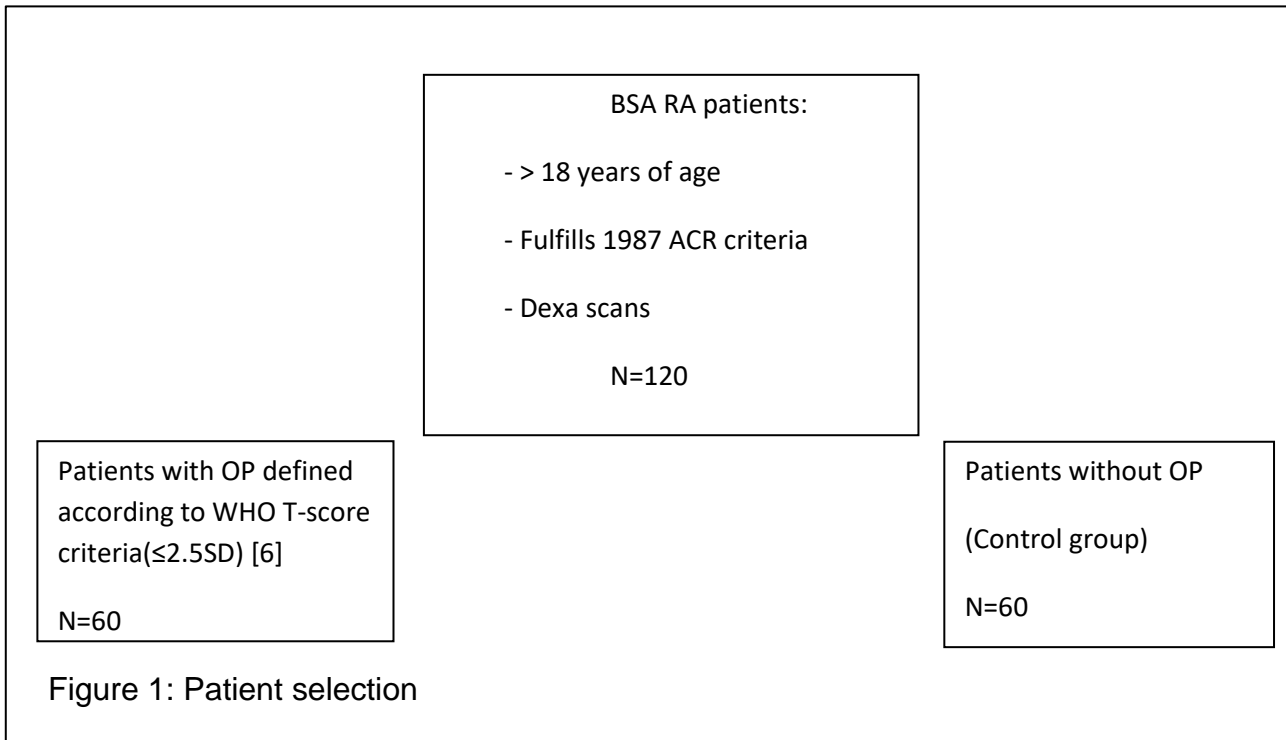 BSA RA patients:
- > 18 years of age
- Fulfills 1987 ACR criteria
- Dexa scans
N=120
Patients with OP defined
according to WHO T-score
criteria(≤2.5SD) [6]
N=60
Patients without OP
(Control group)
N=60
Figure 1: Patient selection